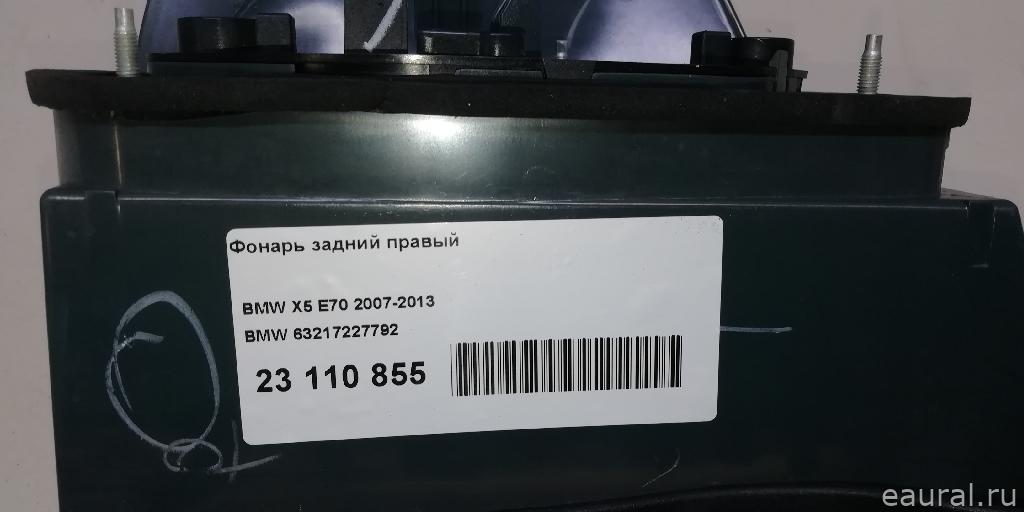 Фонарь задний правый
BMW X5 E70 2007-2013
BMW 63217227792
23 110 855
eaural.ru